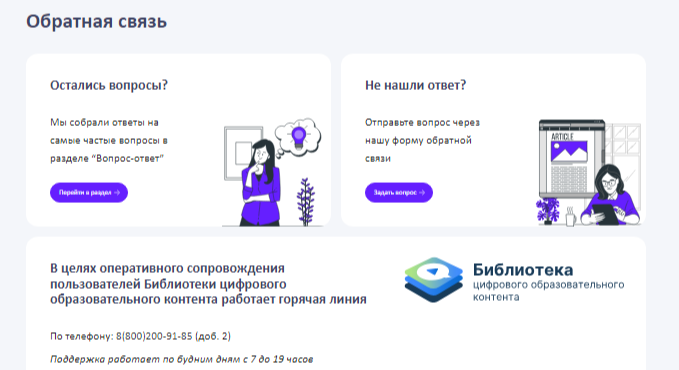 Обратная связь
Остались вопросы?
Мы собрали ответы на
самые частые вопросы в
разделе “Вопрос-ответ”
Перейти в раздел →
Не нашли ответ?
Отправьте вопрос через
нашу форму обратной
связи
Задать вопрос →
ARTICLE
В целях оперативного сопровождения
пользователей Библиотеки цифрового
образовательного контента работает горячая линия
Библиотека
цифрового образовательного
контента
По телефону: 8(800)200-91-85 (доб. 2)
Поддержка работает по будним дням с 7 до 19 часов